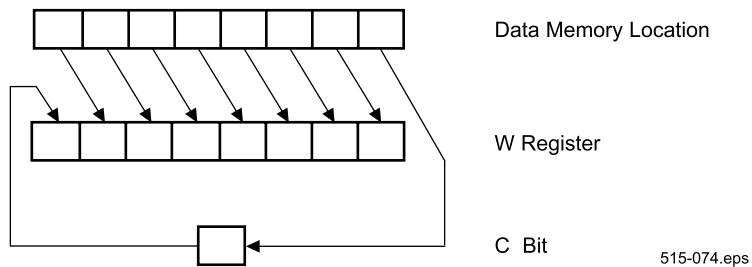 Data Memory Location
W Register
C Bit
515-074.eps